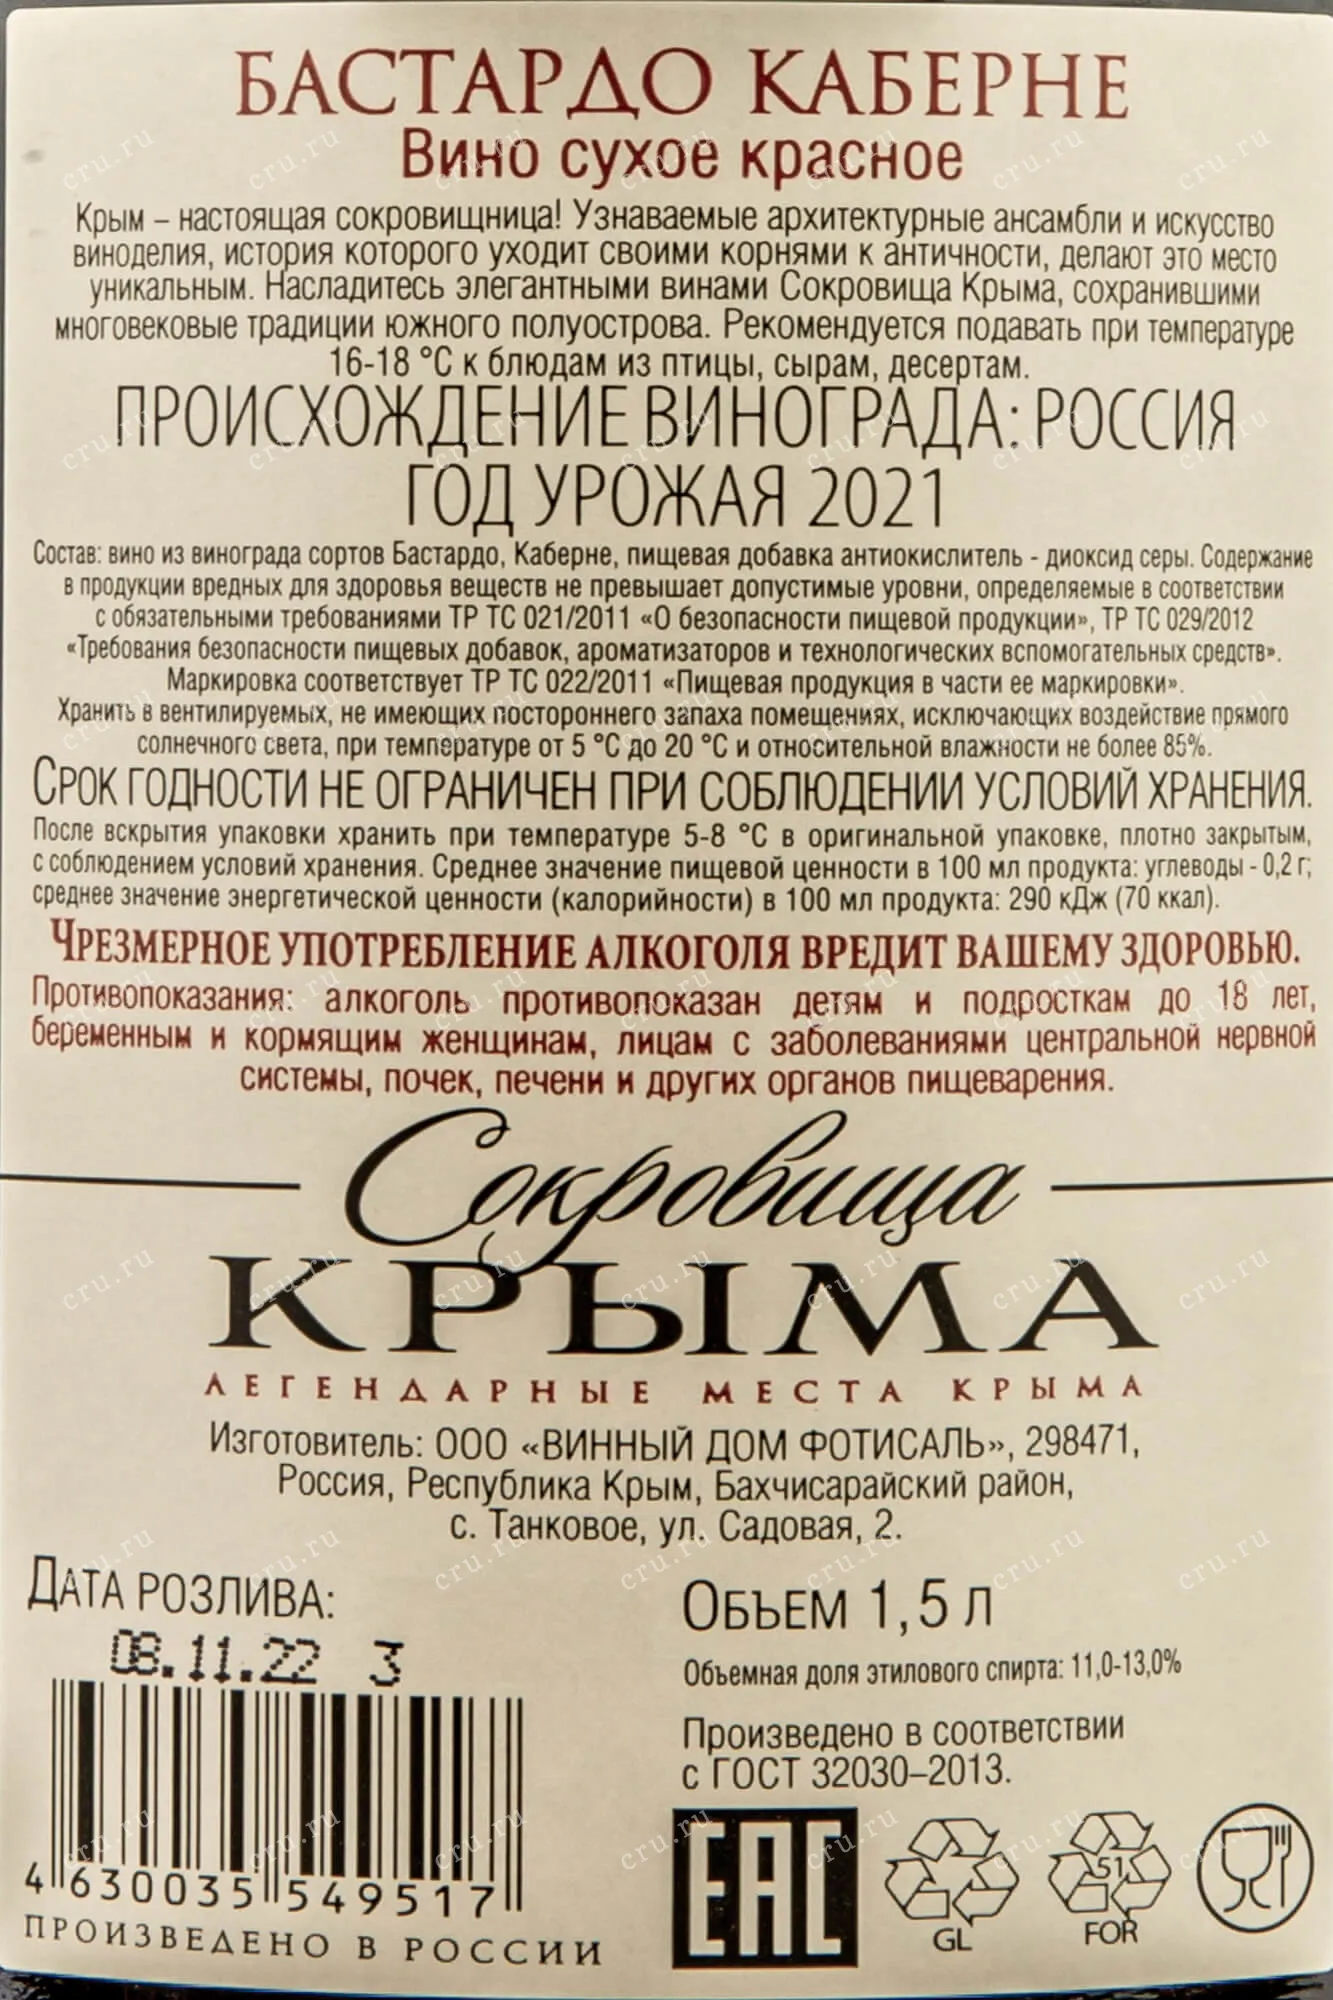 БАСТАРДО КАБЕРНЕ
Вино сухое красное
Крым – настоящая сокровищница! Узнаваемые архитектурные ансамбли и искусство
виноделия, история которого уходит своими корнями к античности, делают это место
уникальным. Насладитесь элегантными винами Сокровища Крыма, сохранившими
многовековые традиции южного полуострова. Рекомендуется подавать при температуре
16-18 °С к блюдам из птицы, сырам, десертам.
ПРОИСХОЖДЕНИЕ ВИНОГРАДА: РОССИЯ
ГОД УРОЖАЯ 2021
Состав: вино из винограда сортов Бастардо, Каберне, пищевая добавка антиокислитель - диоксид серы. Содержание
в продукции вредных для здоровья веществ не превышает допустимые уровни, определяемые в соответствии
с обязательными требованиями ТР ТС 021/2011 «О безопасности пищевой продукции», ТР ТС 029/2012
«Требования безопасности пищевых добавок, ароматизаторов и технологических вспомогательных средств».
Маркировка соответствует ТР ТС 022/2011 «Пищевая продукция в части ее маркировки».
Хранить в вентилируемых, не имеющих постороннего запаха помещениях, исключающих воздействие прямого
солнечного света, при температуре от 5 °С до 20 °С и относительной влажности не более 85%.
СРОК ГОДНОСТИ НЕ ОГРАНИЧЕН ПРИ СОБЛЮДЕНИИ УСЛОВИЙ ХРАНЕНИЯ.
После вскрытия упаковки хранить при температуре 5-8 °С в оригинальной упаковке, плотно закрытым,
с соблюдением условий хранения. Среднее значение пищевой ценности в 100 мл продукта: углеводы - 0,2 г;
среднее значение энергетической ценности (калорийности) в 100 мл продукта: 290 кДж (70 ккал).
ЧРЕЗМЕРНОЕ УПОТРЕБЛЕНИЕ АЛКОГОЛЯ ВРЕДИТ ВАШЕМУ ЗДОРОВЬЮ.
Противопоказания: алкоголь противопоказан детям и подросткам до 18 лет,
беременным и кормящим женщинам, лицам с заболеваниями центральной нервной
системы, почек, печени и других органов пищеварения.
Сокровища
КРЫМА
ЛЕГЕНДАРНЫЕ МЕСТА КРЫМА
Изготовитель: ООО «ВИННЫЙ ДОМ ФОТИСАЛЬ», 298471,
Россия, Республика Крым, Бахчисарайский район,
с. Танковое, ул. Садовая, 2.
ДАТА РОЗЛИВА:
08.11.22 3
4 630035 549517
ПРОИЗВЕДЕНО В РОССИИ
ОБЪЕМ 1,5 Л
Объемная доля этилового спирта: 11,0-13,0%
Произведено в соответствии
с ГОСТ 32030–2013.
EAC
GL
51
FOR
cru.ru